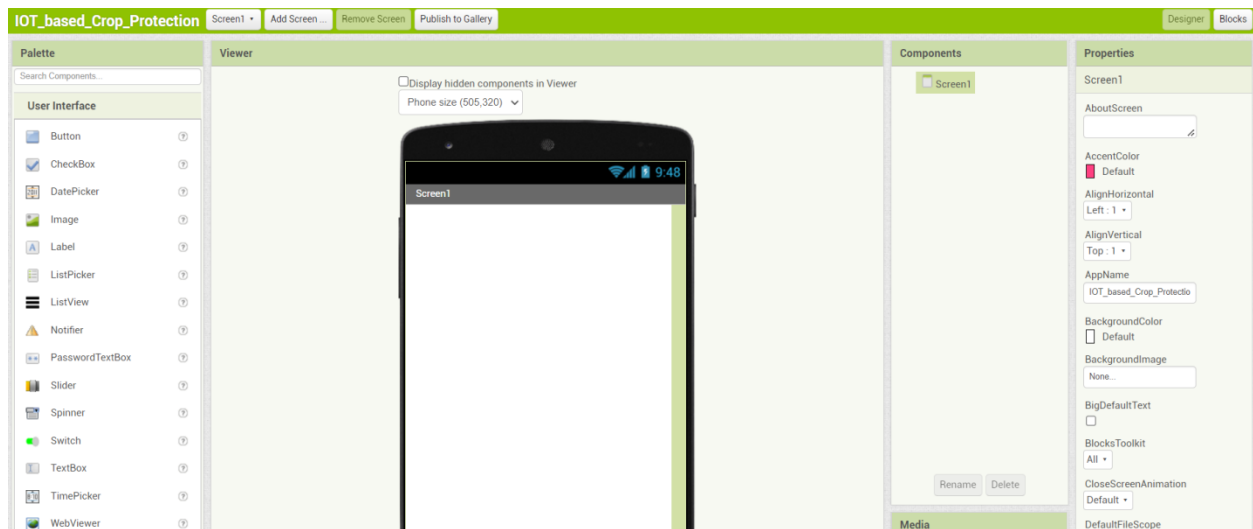 IOT_based_Crop_Protection Screen1 Add Screen ... Remove Screen Publish to Gallery Designer Blocks
Palette
Search Components...
User Interface
Button
CheckBox
DatePicker
Image
Label
ListPicker
ListView
Notifier
PasswordTextBox
Slider
Spinner
Switch
TextBox
TimePicker
WebViewer
Viewer
Display hidden components in Viewer
Phone size (505,320)
9:48
Screen1
Components
Screen1
Rename Delete
Media
Properties
Screen1
AboutScreen
AccentColor
Default
AlignHorizontal
Left : 1
AlignVertical
Top : 1
AppName
IOT_based_Crop_Protectio
BackgroundColor
Default
BackgroundImage
None...
BigDefaultText
BlocksToolkit
All
CloseScreenAnimation
Default
DefaultFileScope